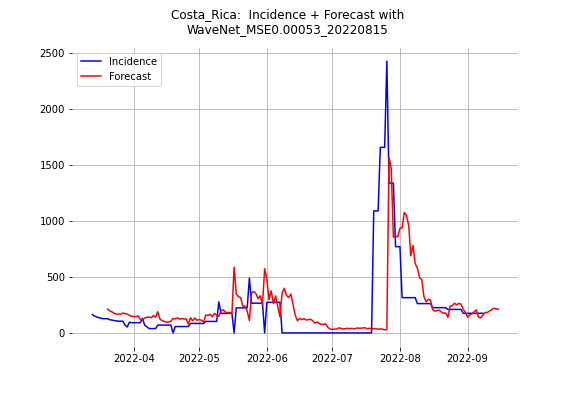 Costa_Rica:  Incidence + Forecast with
WaveNet_MSE0.00053_20220815
Incidence
Forecast
2500
2000
1500
1000
500
0
2022-04 2022-05 2022-06 2022-07 2022-08 2022-09